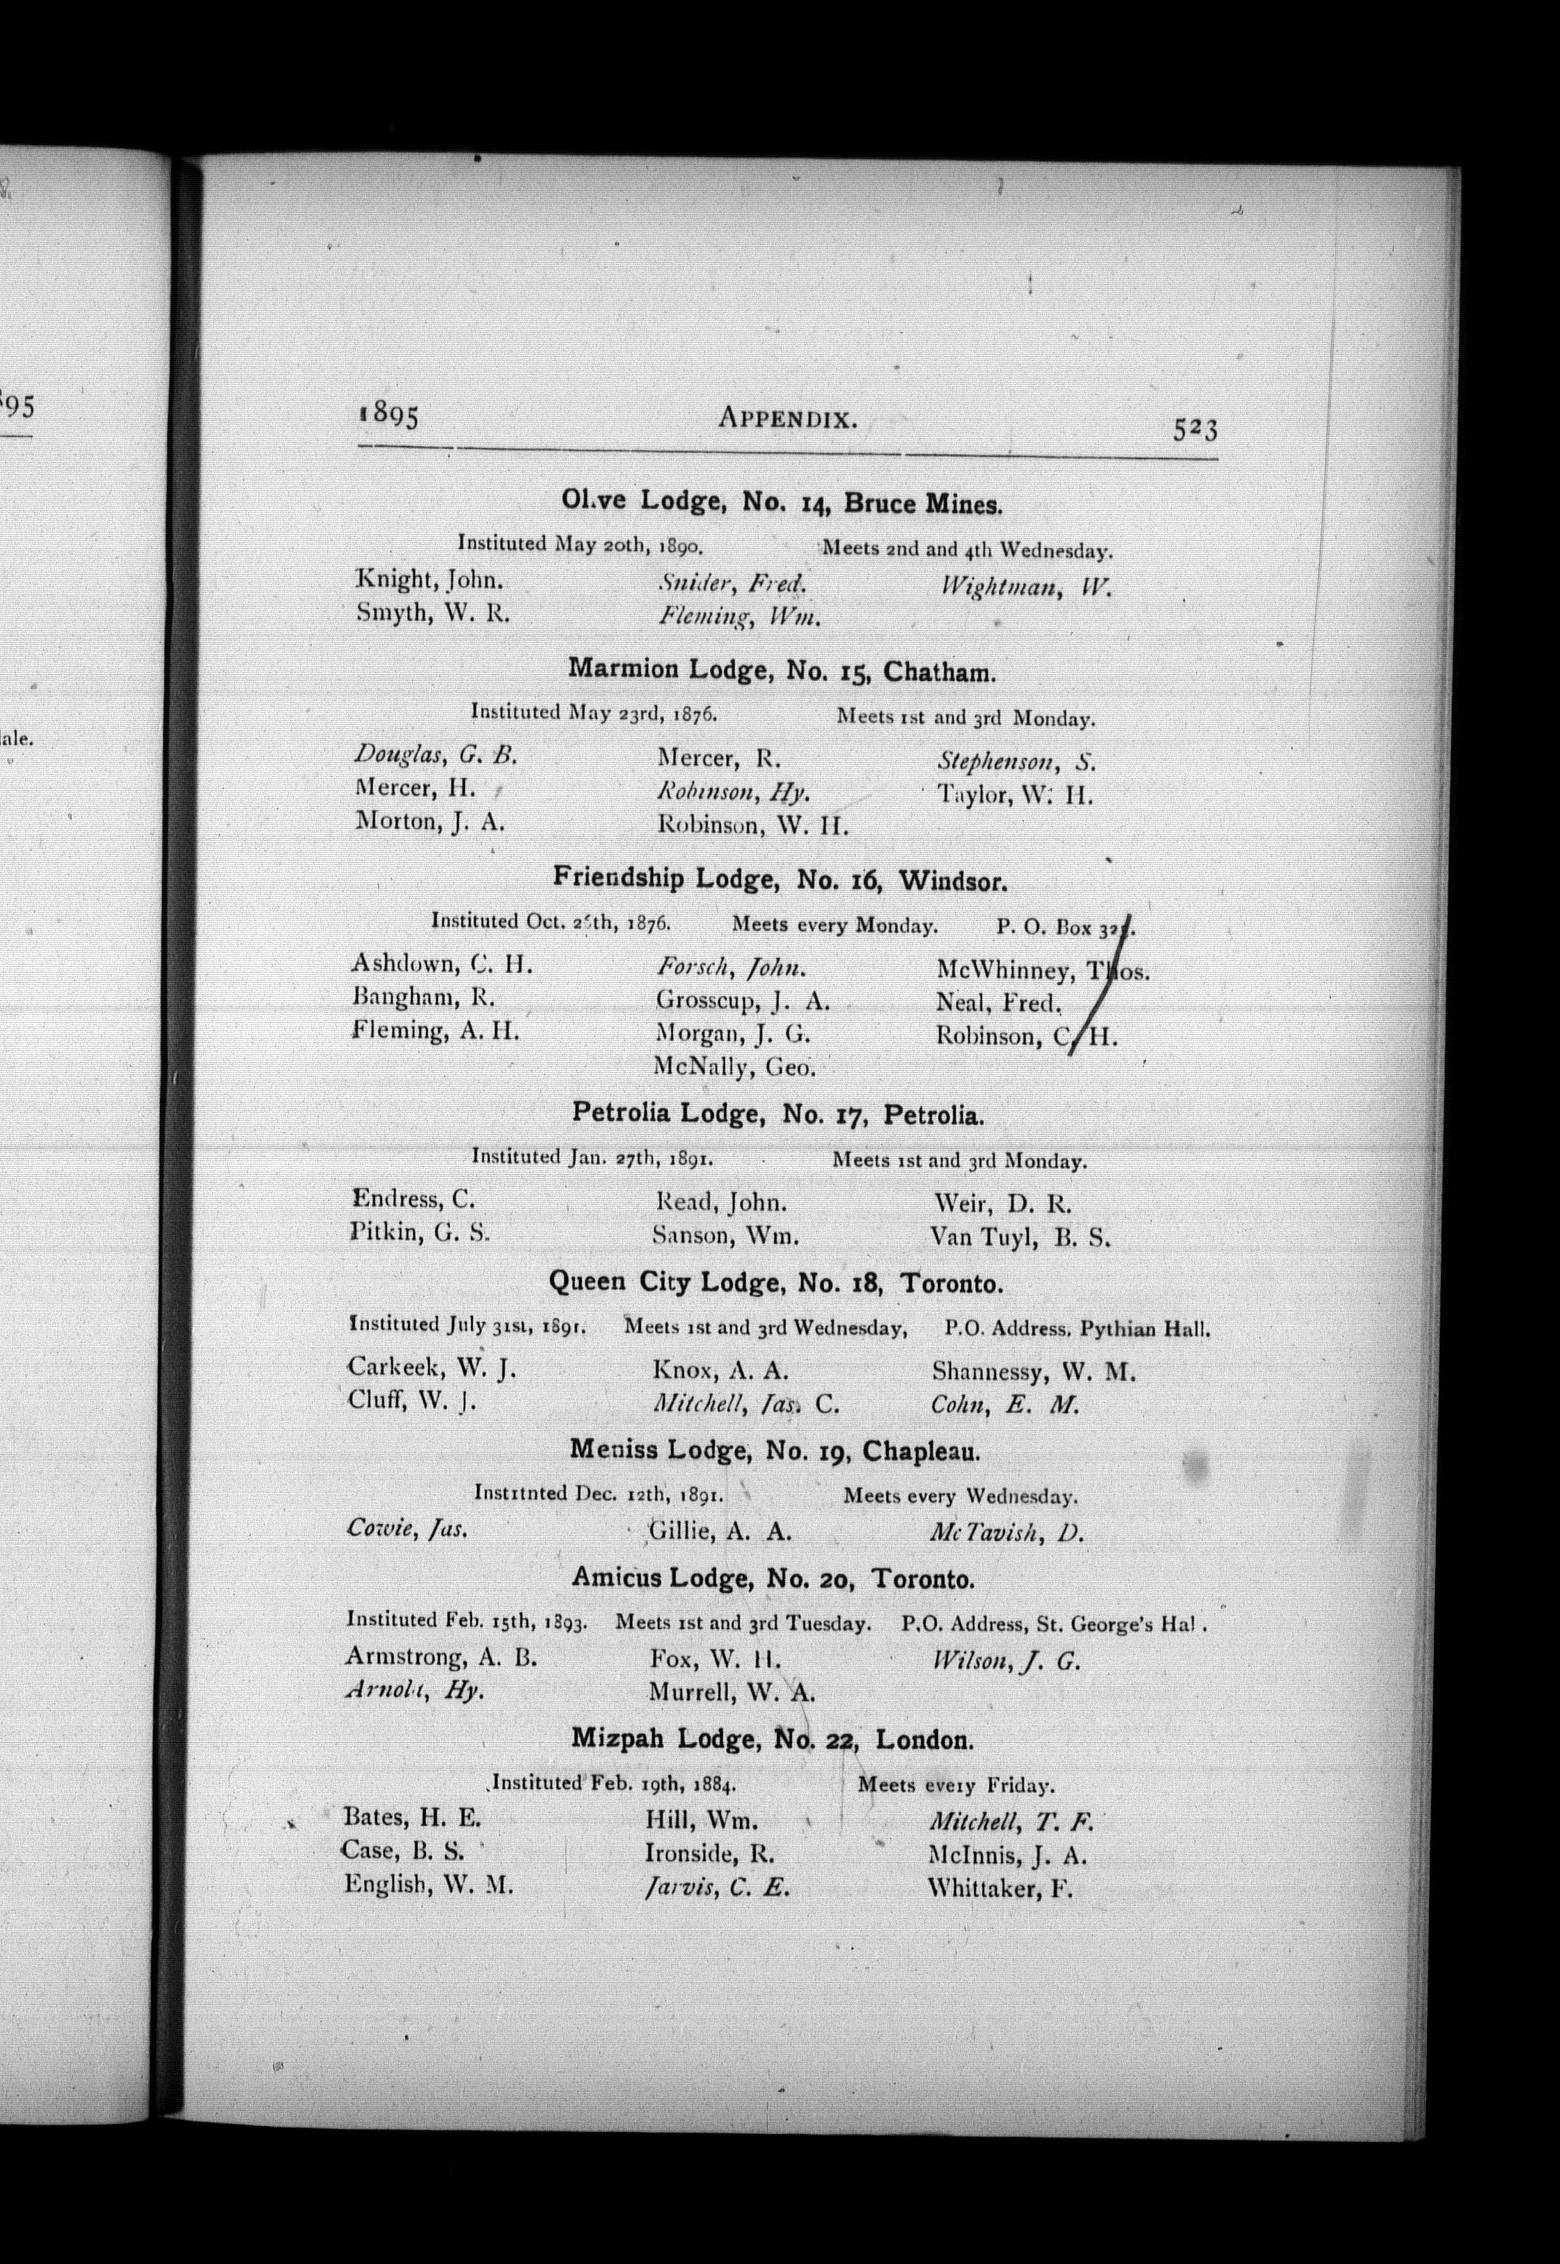 895
ale.
1895 APPENDIX. 523
Ol.ve Lodge, No. 14, Bruce Mines.
Instituted May 20th, 1890. Meets 2nd and 4th Wednesday.
Knight, John. Snider, Fred. Wightman, W.
Smyth, W. R. Fleming, Wm.
Marmion Lodge, No. 15, Chatham.
Instituted May 23rd, 1876. Meets 1st and 3rd Monday.
Douglas, G. B. Mercer, R. Stephenson, S.
Mercer, H. Robinson, Hy. Taylor, W. H.
Morton, J. A. Robinson, W. H.
Friendship Lodge, No. 16, Windsor.
Instituted Oct. 1876. Meets every Monday. P. O. Box
Ashdown, C. H. Forsch, John. McWhinney, Thos.
Bangham, R. Grosscup, J. A. Neal, Fred.
Fleming, A. H. Morgan, J. G. Robinson, C. H.
McNally, Geo.
Petrolia Lodge, No. 17, Petrolia.
Instituted Jan. 27th, 1891. Meets 1st and 3rd Monday.
Endress, C. Read, John. Weir, D. R.
Pitkin, G. S. Sanson, Wm. Van Tuyl, B. S.
Queen City Lodge, No. 18, Toronto.
Instituted July 31st, 1891. Meets 1st and 3rd Wednesday, P.O. Address, Pythian Hall.
Carkeek, W. J. Knox, A. A. Shannessy, W. M.
Cluff, W. J. Mitchell, Jas. C. Cohn, E. M.
Meniss Lodge, No. 19, Chapleau.
Institnted Dec. 12th, 1891. Meets every Wednesday.
Cowie, Jas. Gillie, A. A. McTavish, D.
Amicus Lodge, No. 20, Toronto.
Instituted Feb. 15th, 1893. Meets 1st and 3rd Tuesday. P.O. Address, St. George's Hal .
Armstrong, A. B. Fox, W. H. Wilson, J. G.
Arnold, Hy. Murrell, W. A.
Mizpah Lodge, No. 22, London.
Instituted Feb. 19th, 1884. Meets every Friday.
Bates, H. E. Hill, Wm. Mitchell, T. F.
Case, B. S. Ironside, R. McInnis, J. A.
English, W. M. Jarvis, C. E. Whittaker, F.